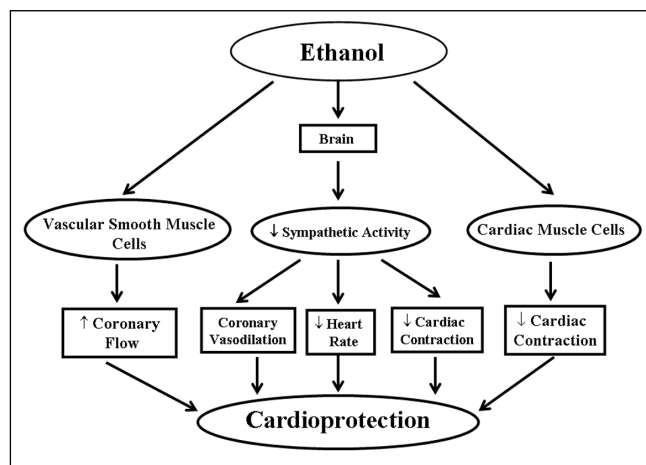 Ethanol
Brain
Vascular Smooth Muscle
Cells
↓ Sympathetic Activity
Cardiac Muscle Cells
↑ Coronary
Flow
Coronary
Vasodilation
↓ Heart
Rate
↓ Cardiac
Contraction
↓ Cardiac
Contraction
Cardioprotection